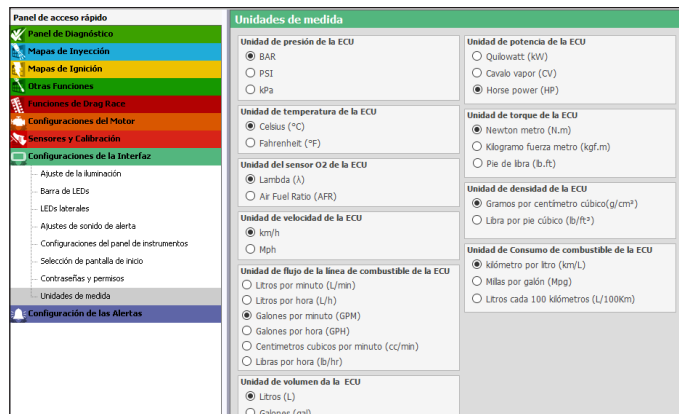 Panel de acceso rápido
Panel de Diagnóstico
Mapas de Inyección
Mapas de Ignición
Otras Funciones
Funciones de Drag Race
Configuraciones del Motor
Sensores y Calibración
Configuraciones de la Interfaz
Ajuste de la iluminación
Barra de LEDs
LEDs laterales
Ajustes de sonido de alerta
Configuraciones del panel de instrumentos
Selección de pantalla de inicio
Contraseñas y permisos
Unidades de medida
Configuración de las Alertas
Unidades de medida
Unidad de presión de la ECU
BAR
PSI
kPa
Unidad de temperatura de la ECU
Celsius (°C)
Fahrenheit (°F)
Unidad del sensor O2 de la ECU
Lambda (λ)
Air Fuel Ratio (AFR)
Unidad de velocidad de la ECU
km/h
Mph
Unidad de flujo de la línea de combustible de la ECU
Litros por minuto (L/min)
Litros por hora (L/h)
Galones por minuto (GPM)
Galones por hora (GPH)
Centimetros cubicos por minuto (cc/min)
Libras por hora (lb/hr)
Unidad de volumen da la ECU
Litros (L)
Galones (gal)
Unidad de potencia de la ECU
Quilowatt (kW)
Cavalo vapor (CV)
Horse power (HP)
Unidad de torque de la ECU
Newton metro (N.m)
Kilogramo fuerza metro (kgf.m)
Pie de libra (lb.ft)
Unidad de densidad de la ECU
Gramos por centímetro cúbico(g/cm³)
Libra por pie cúbico (lb/ft³)
Unidad de Consumo de combustible de la ECU
kilómetro por litro (km/L)
Millas por galón (Mpg)
Litros cada 100 kilómetros (L/100Km)